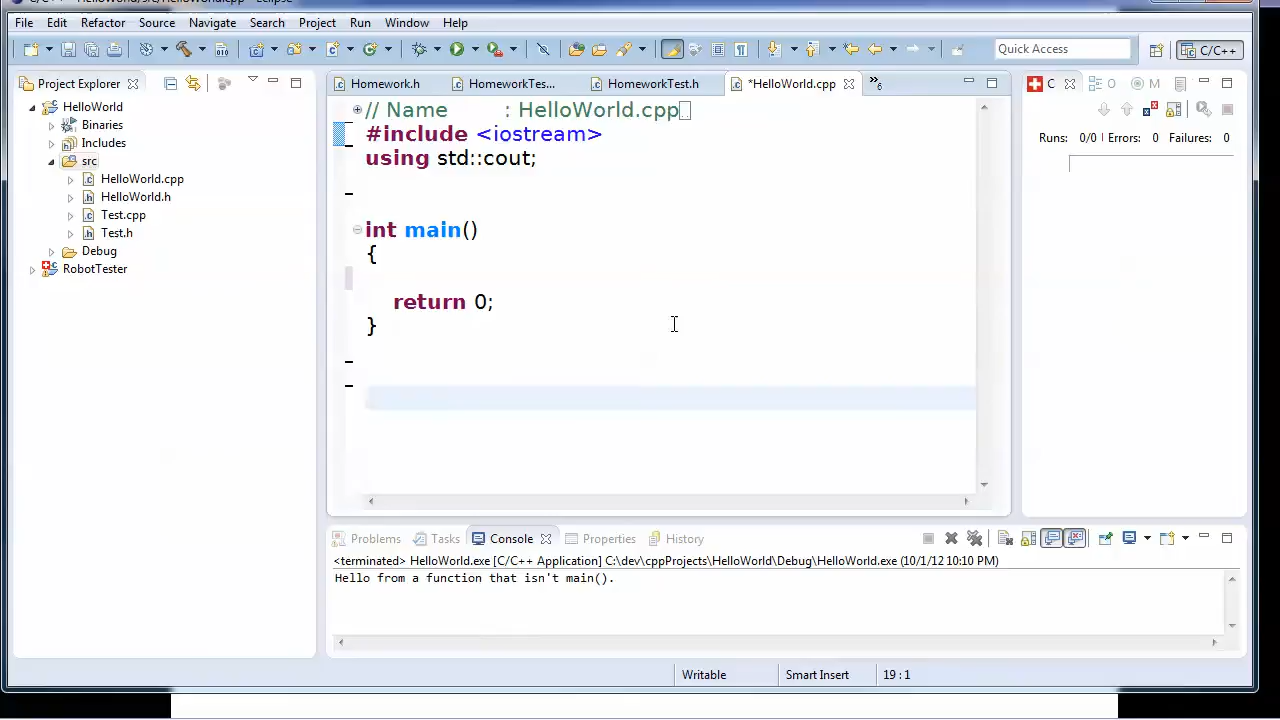 File Edit Refactor Source Navigate Search Project Run Window Help
Quick Access
C/C++
Project Explorer
HelloWorld
Binaries
Includes
src
HelloWorld.cpp
HelloWorld.h
Test.cpp
Test.h
Debug
RobotTester
Homework.h HomeworkTes... HomeworkTest.h *HelloWorld.cpp »6
// Name : HelloWorld.cpp
#include <iostream>
using std::cout;
int main()
{
return 0;
}
C O M
Runs: 0/0 Errors: 0 Failures: 0
Problems Tasks Console Properties History
<terminated> HelloWorld.exe [C/C++ Application] C:\dev\cppProjects\HelloWorld\Debug\HelloWorld.exe (10/1/12 10:10 PM)
Hello from a function that isn't main().
Writable Smart Insert 19 : 1